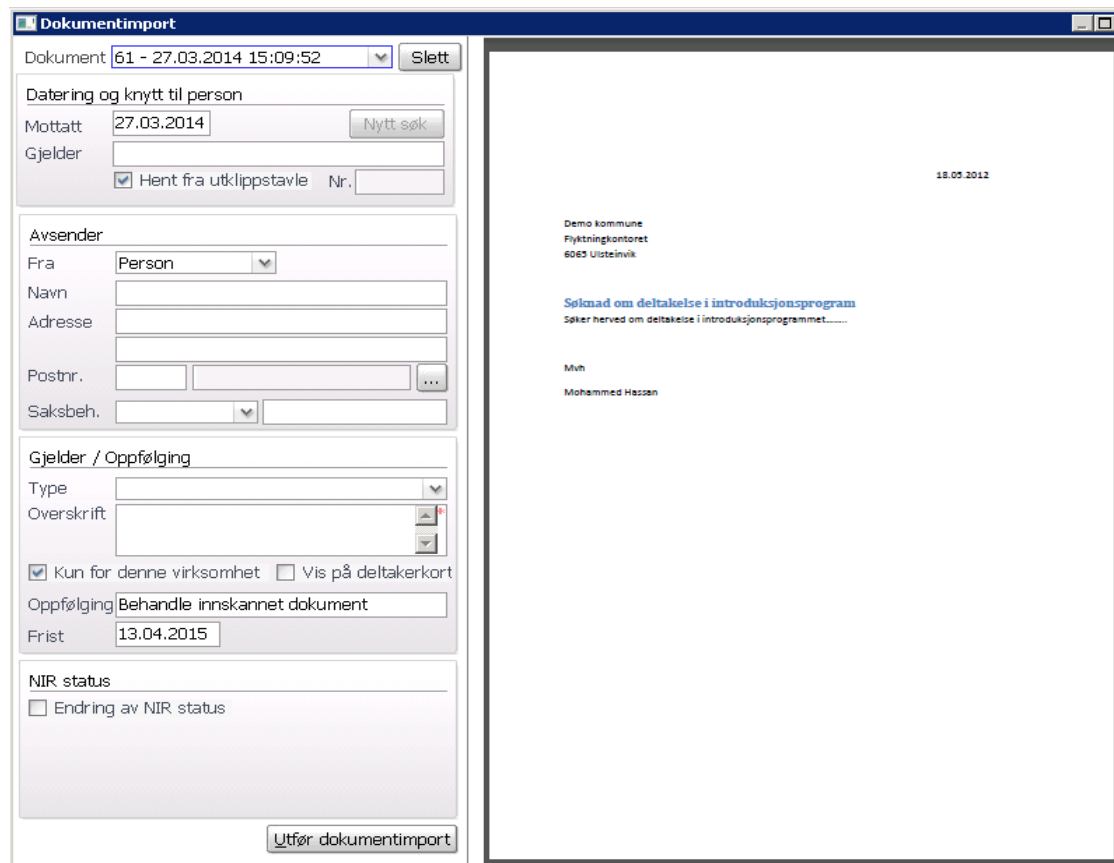 Dokumentimport
Dokument 61 - 27.03.2014 15:09:52 Slett
Datering og knytt til person
Mottatt 27.03.2014 Nytt søk
Gjelder
Hent fra utklippstavle Nr.
Avsender
Fra Person
Navn
Adresse
Postnr. ...
Saksbeh.
Gjelder / Oppfølging
Type
Overskrift *
Kun for denne virksomhet Vis på deltakerkort
Oppfølging Behandle innskannet dokument
Frist 13.04.2015
NIR status
Endring av NIR status
Utfør dokumentimport
18.05.2012
Demo kommune
Flyktningkontoret
6065 Ulsteinvik
Søknad om deltakelse i introduksjonsprogram
Søker herved om deltakelse i introduksjonsprogrammet........
Mvh
Mohammed Hassan